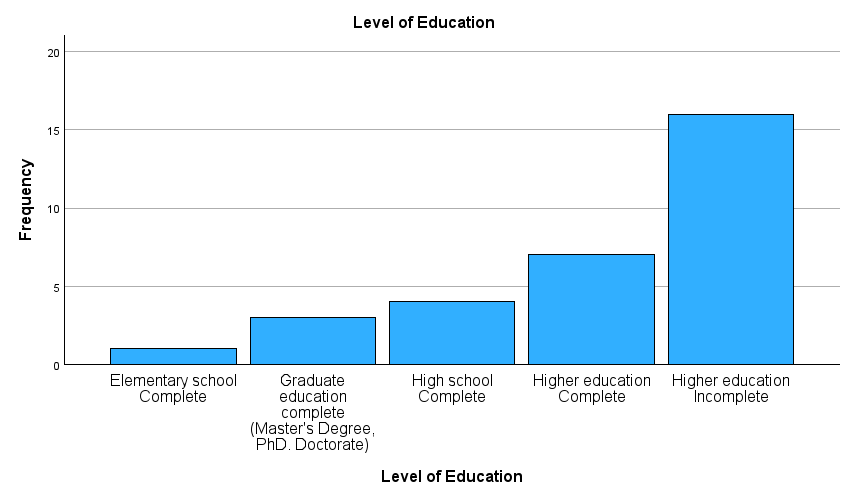 Level of Education
20
15
10
5
0
Frequency
Elementary school
Complete
Graduate
education
complete
(Master's Degree,
PhD. Doctorate)
High school
Complete
Higher education
Complete
Higher education
Incomplete
Level of Education